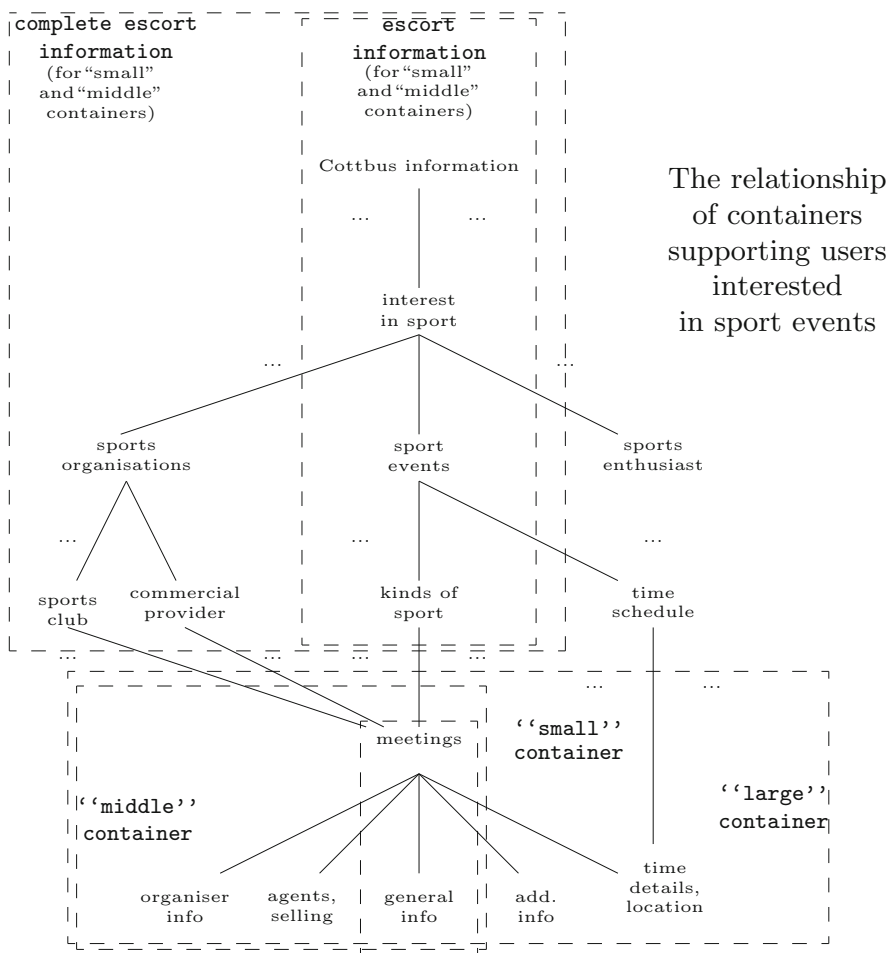 complete escort
information
(for“small”
and“middle”
containers)
escort
information
(for“small”
and“middle”
containers)
Cottbus information
... ...
The relationship
of containers
supporting users
interested
in sport events
interest
in sport
... ...
sports
organisations
sport
events
sports
enthusiast
... ... ...
sports
club
commercial
provider
kinds of
sport
time
schedule
... ... ... ...
... ...
meetings
‘‘small’’
container
‘‘middle’’
container
‘‘large’’
container
organiser
info
agents,
selling
general
info
add.
info
time
details,
location